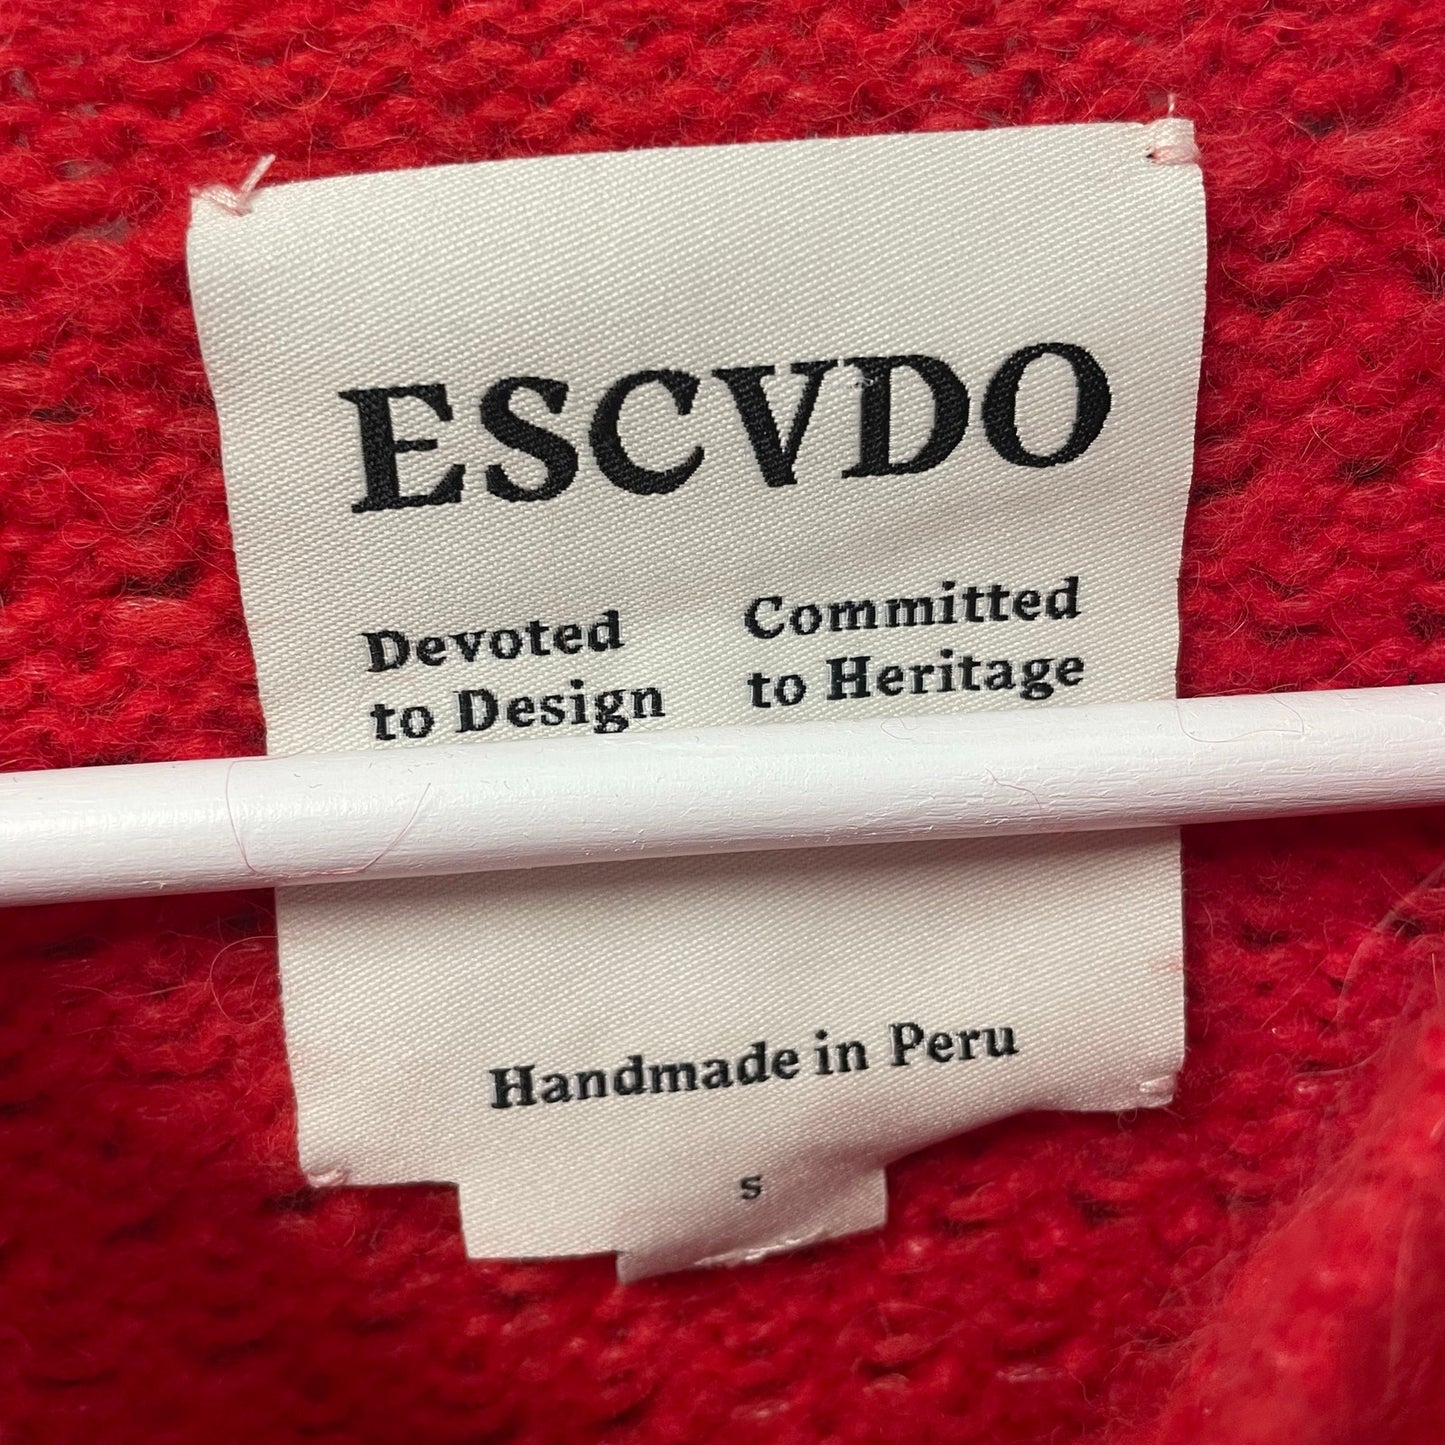 ESCVDO
Devoted
to Design
Committed
to Heritage
Handmade in Peru
S